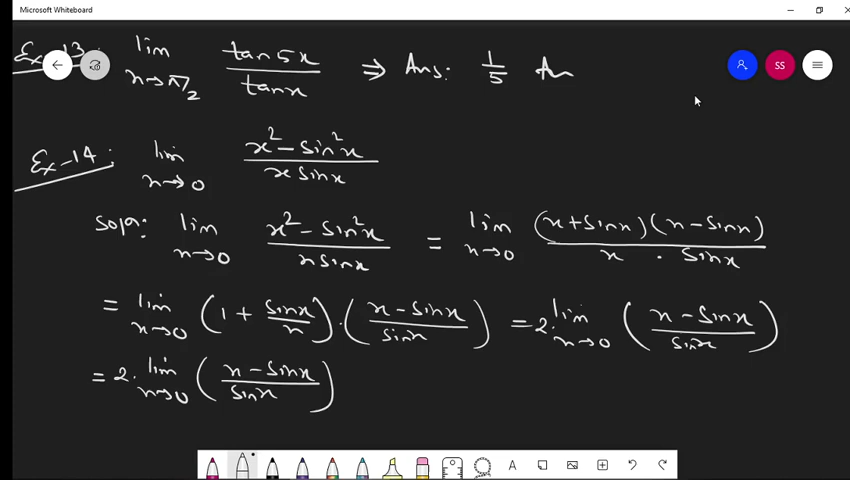 Microsoft Whiteboard
Ex-13: lim x→π/2 tan5x / tanx ⇒ Ans: 1/5 An
SS
Ex-14: lim x→0 x² - sin²x / x sinx
Solⁿ: lim x→0 x² - sin²x / x sinx = lim x→0 (x + sinx)(x - sinx) / x . sinx
= lim x→0 (1 + sinx/x) . (x - sinx / sinx) = 2. lim x→0 (x - sinx / sinx)
= 2. lim x→0 (x - sinx / sinx)
A